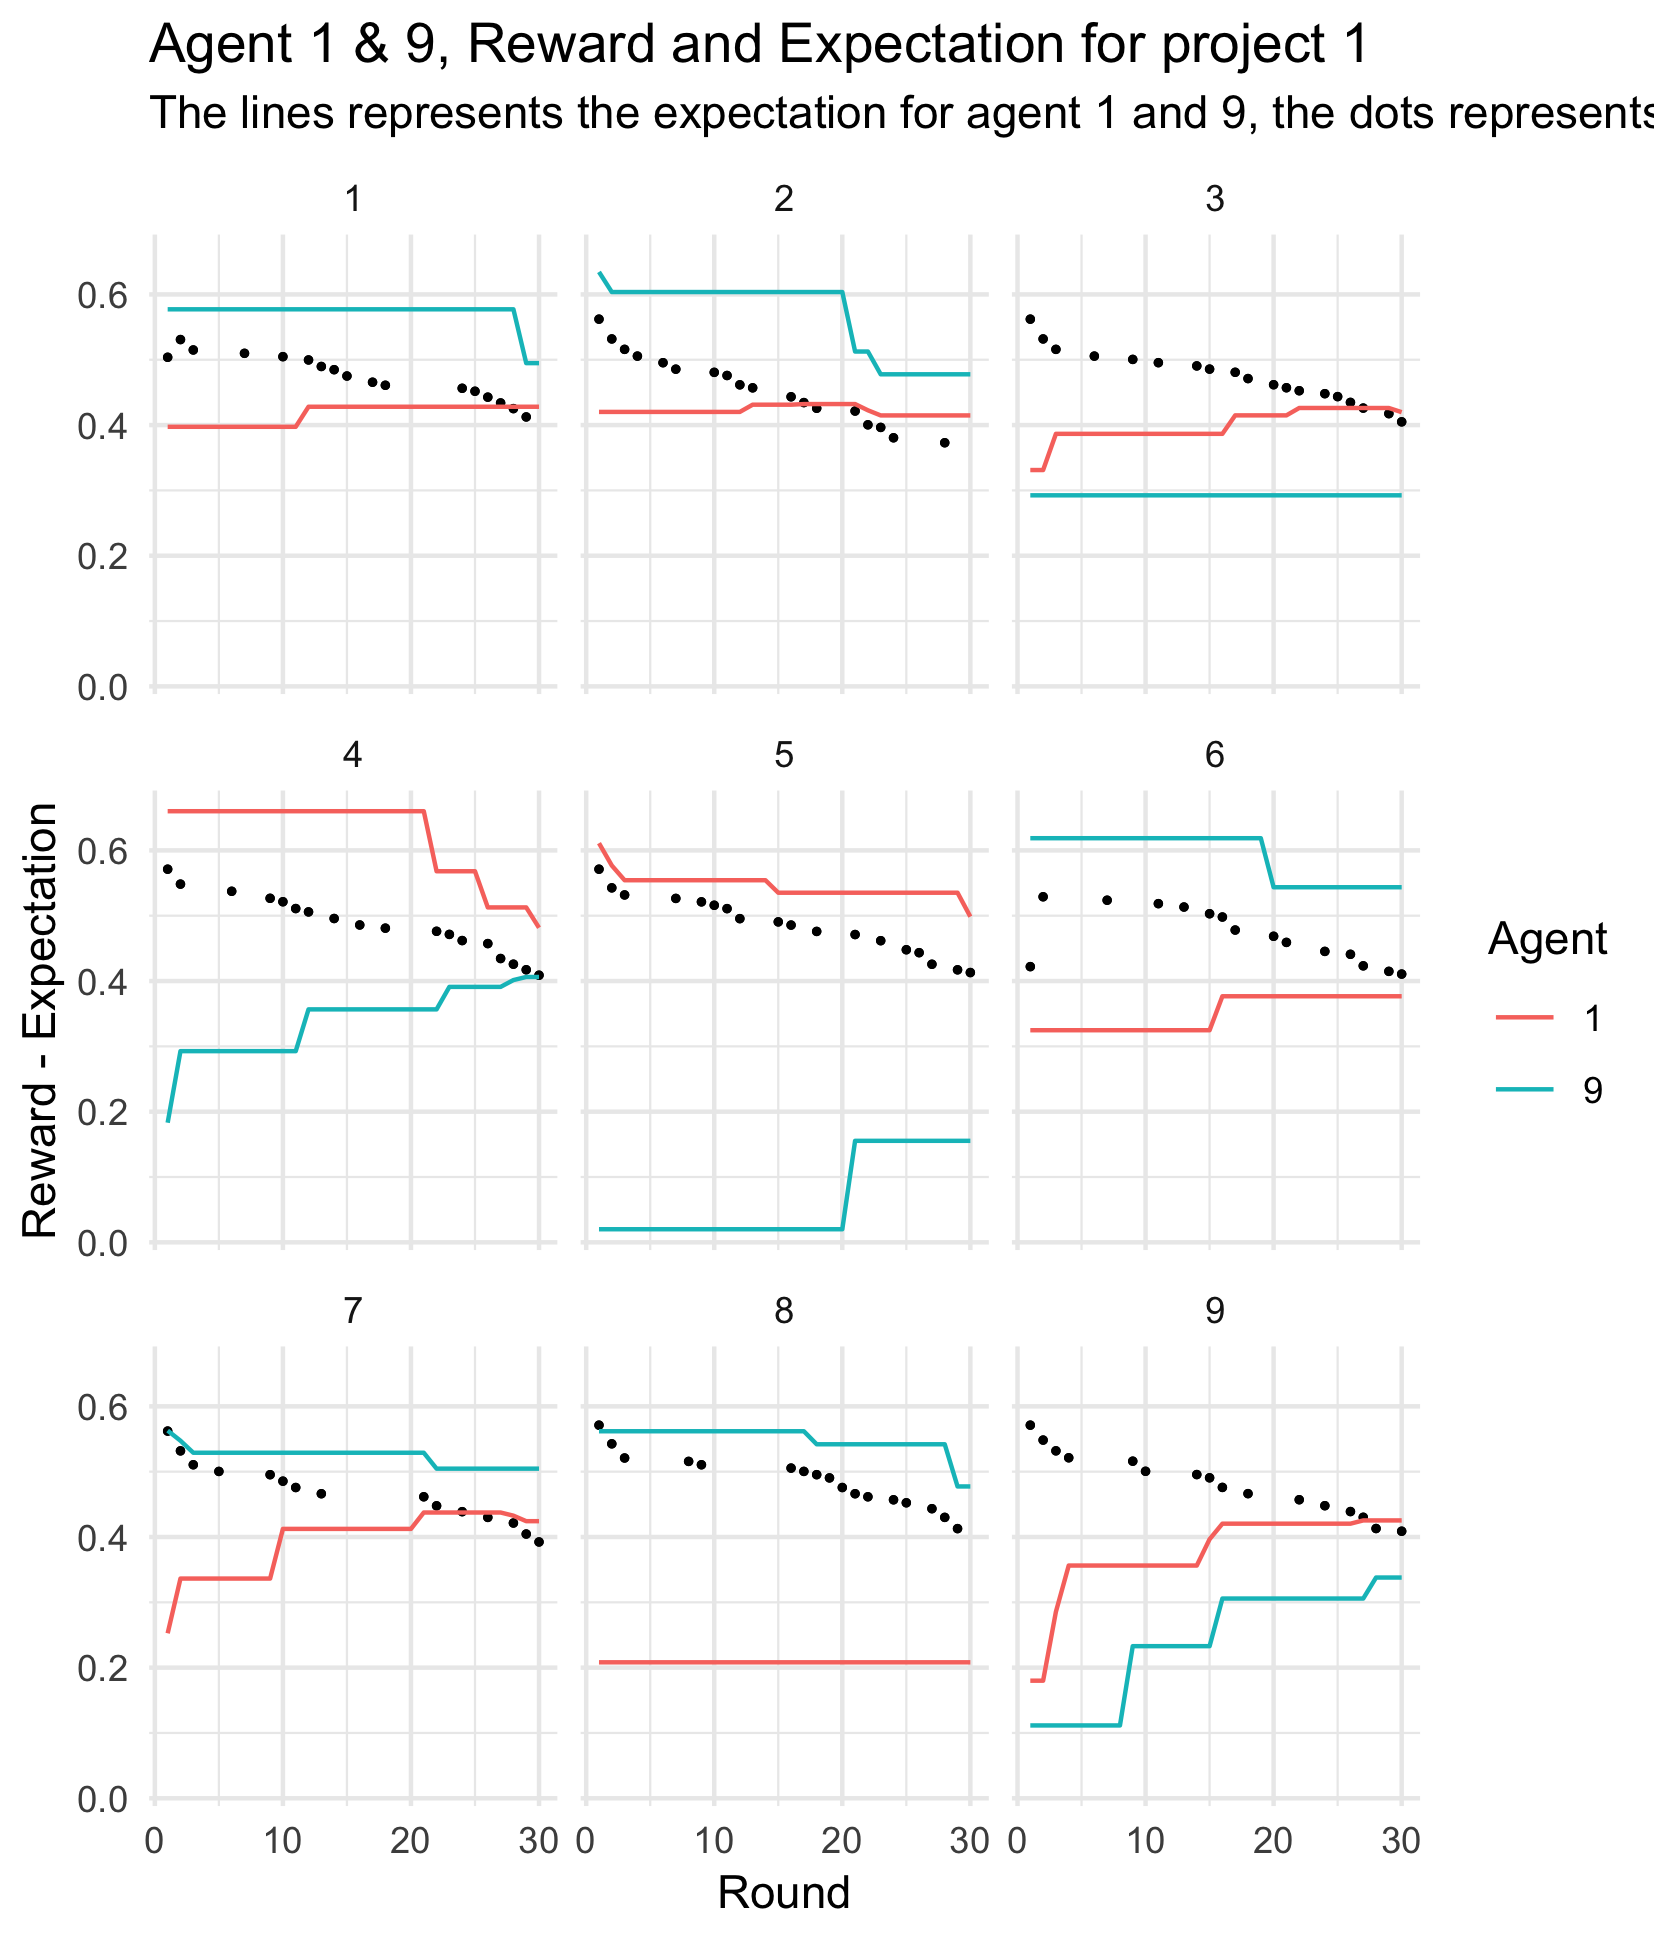 Agent 1 & 9, Reward and Expectation for project 1
The lines represents the expectation for agent 1 and 9, the dots represents
1 2 3
0.6
0.4
0.2
0.0
4 5 6
0.6
0.4
0.2
0.0
7 8 9
0.6
0.4
0.2
0.0
0 10 20 30 0 10 20 30 0 10 20 30
Round
Reward - Expectation
Agent
1
9